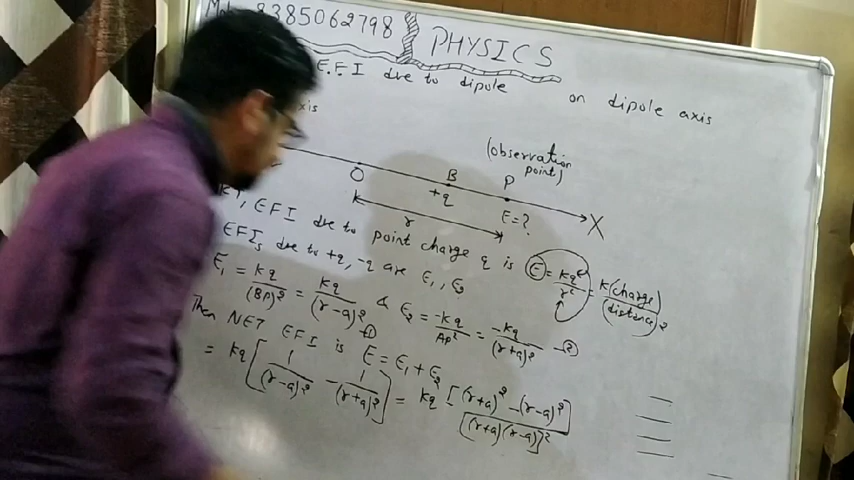 8385062798
PHYSICS
E.F.I due to dipole on dipole axis
(observation point)
O B P X
+q E=?
r
EFI due to point charge q is E = kq/r² = k(charge)/(distance)²
due to +q, -q are E₁, E₂
E₁ = kq/(BP)² = kq/(r-a)² -① & E₂ = -kq/AP² = -kq/(r+a)² -②
Then NET EFI is E = E₁ + E₂
= kq[1/(r-a)² - 1/(r+a)²] = kq[(r+a)² - (r-a)²]/[(r+a)(r-a)]²